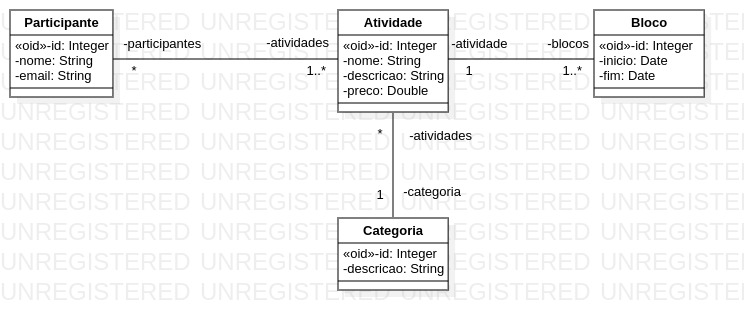 Participante
«oid»-id: Integer
-nome: String
-email: String
-participantes
*
-atividades
1..*
Atividade
«oid»-id: Integer
-nome: String
-descricao: String
-preco: Double
-atividade
1
-blocos
1..*
Bloco
«oid»-id: Integer
-inicio: Date
-fim: Date
*
-atividades
1
-categoria
Categoria
«oid»-id: Integer
-descricao: String
UNREGISTERED UNREGISTERED UNREGISTERED UNREGISTERED
UNREGISTERED UNREGISTERED UNREGISTERED UNREGISTERED
UNREGISTERED UNREGISTERED UNREGISTERED UNREGISTERED
UNREGISTERED UNREGISTERED UNREGISTERED UNREGISTERED
UNREGISTERED UNREGISTERED UNREGISTERED UNREGISTERED
UNREGISTERED UNREGISTERED UNREGISTERED UNREGISTERED
UNREGISTERED UNREGISTERED UNREGISTERED UNREGISTERED
UNREGISTERED UNREGISTERED UNREGISTERED UNREGISTERED
UNREGISTERED UNREGISTERED UNREGISTERED UNREGISTERED
UNREGISTERED UNREGISTERED UNREGISTERED UNREGISTERED